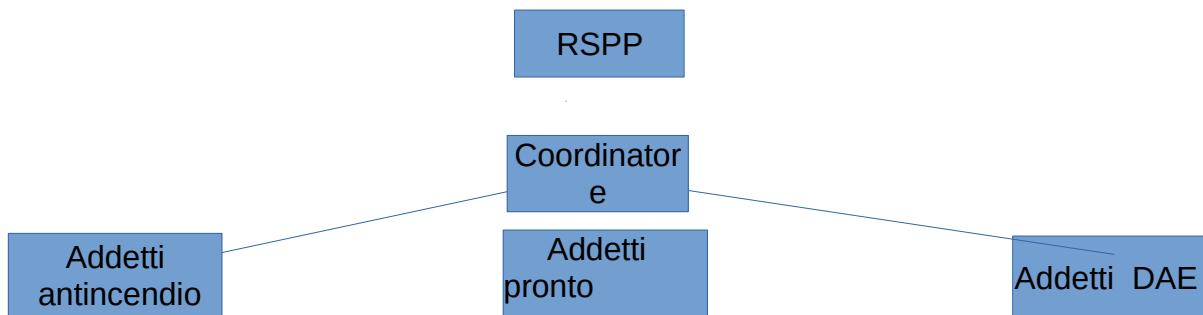 RSPP
Coordinator
e
Addetti
antincendio
Addetti
pronto
Addetti DAE